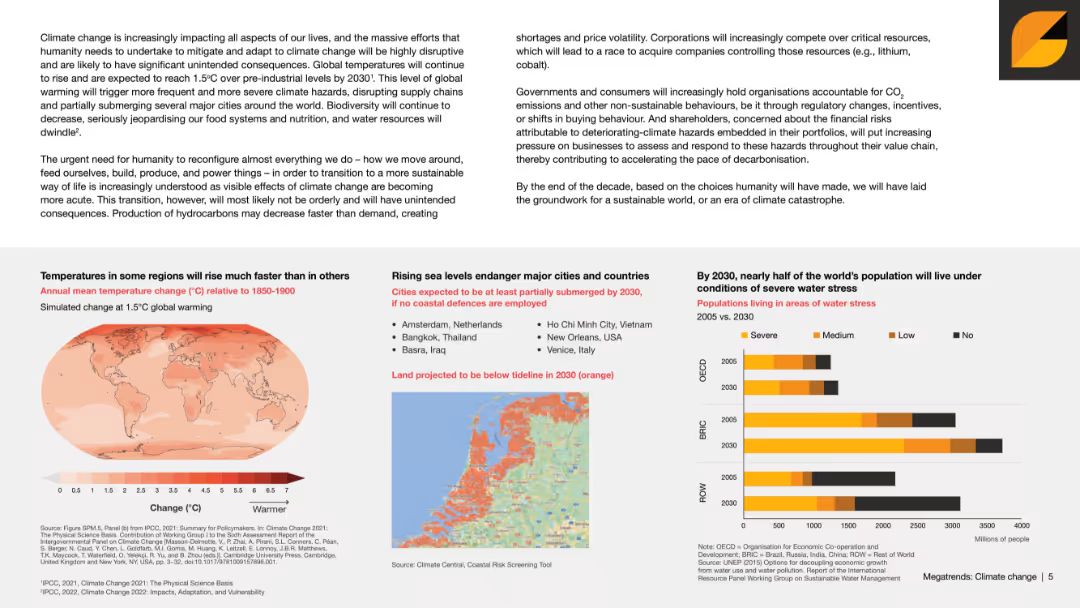 Climate change is increasingly impacting all aspects of our lives, and the massive efforts that
humanity needs to undertake to mitigate and adapt to climate change will be highly disruptive
and are likely to have significant unintended consequences. Global temperatures will continue
to rise and are expected to reach 1.5ºC over pre-industrial levels by 2030¹. This level of global
warming will trigger more frequent and more severe climate hazards, disrupting supply chains
and partially submerging several major cities around the world. Biodiversity will continue to
decrease, seriously jeopardising our food systems and nutrition, and water resources will
dwindle².
The urgent need for humanity to reconfigure almost everything we do – how we move around,
feed ourselves, build, produce, and power things – in order to transition to a more sustainable
way of life is increasingly understood as visible effects of climate change are becoming
more acute. This transition, however, will most likely not be orderly and will have unintended
consequences. Production of hydrocarbons may decrease faster than demand, creating
shortages and price volatility. Corporations will increasingly compete over critical resources,
which will lead to a race to acquire companies controlling those resources (e.g., lithium,
cobalt).
Governments and consumers will increasingly hold organisations accountable for CO₂
emissions and other non-sustainable behaviours, be it through regulatory changes, incentives,
or shifts in buying behaviour. And shareholders, concerned about the financial risks
attributable to deteriorating-climate hazards embedded in their portfolios, will put increasing
pressure on businesses to assess and respond to these hazards throughout their value chain,
thereby contributing to accelerating the pace of decarbonisation.
By the end of the decade, based on the choices humanity will have made, we will have laid
the groundwork for a sustainable world, or an era of climate catastrophe.
Temperatures in some regions will rise much faster than in others
Annual mean temperature change (°C) relative to 1850-1900
Simulated change at 1.5°C global warming
0 0.5 1 1.5 2 2.5 3 3.5 4 4.5 5 5.5 6 6.5 7
Change (°C)
Warmer
Source: Figure SPM.5, Panel (b) from IPCC, 2021: Summary for Policymakers. In: Climate Change 2021:
The Physical Science Basis. Contribution of Working Group I to the Sixth Assessment Report of the
Intergovernmental Panel on Climate Change [Masson-Delmotte, V., P. Zhai, A. Pirani, S.L. Connors, C. Péan,
S. Berger, N. Caud, Y. Chen, L. Goldfarb, M.I. Gomis, M. Huang, K. Leitzell, E. Lonnoy, J.B.R. Matthews,
T.K. Maycock, T. Waterfield, O. Yelekçi, R. Yu, and B. Zhou (eds.)]. Cambridge University Press, Cambridge,
United Kingdom and New York, NY, USA, pp. 3–32, doi:10.1017/9781009157896.001.
¹IPCC, 2021, Climate Change 2021: The Physical Science Basis
²IPCC, 2022, Climate Change 2022: Impacts, Adaptation, and Vulnerability
Rising sea levels endanger major cities and countries
Cities expected to be at least partially submerged by 2030,
if no coastal defences are employed
• Amsterdam, Netherlands
• Bangkok, Thailand
• Basra, Iraq
• Ho Chi Minh City, Vietnam
• New Orleans, USA
• Venice, Italy
Land projected to be below tideline in 2030 (orange)
Source: Climate Central, Coastal Risk Screening Tool
By 2030, nearly half of the world's population will live under
conditions of severe water stress
Populations living in areas of water stress
2005 vs. 2030
Severe Medium Low No
OECD
2005
2030
BRIC
2005
2030
ROW
2005
2030
0 500 1000 1500 2000 2500 3000 3500 4000
Millions of people
Note: OECD = Organisation for Economic Co-operation and
Development; BRIC = Brazil, Russia, India, China; ROW = Rest of World
Source: UNEP (2015) Options for decoupling economic growth
from water use and water pollution. Report of the International
Resource Panel Working Group on Sustainable Water Management
Megatrends: Climate change | 5